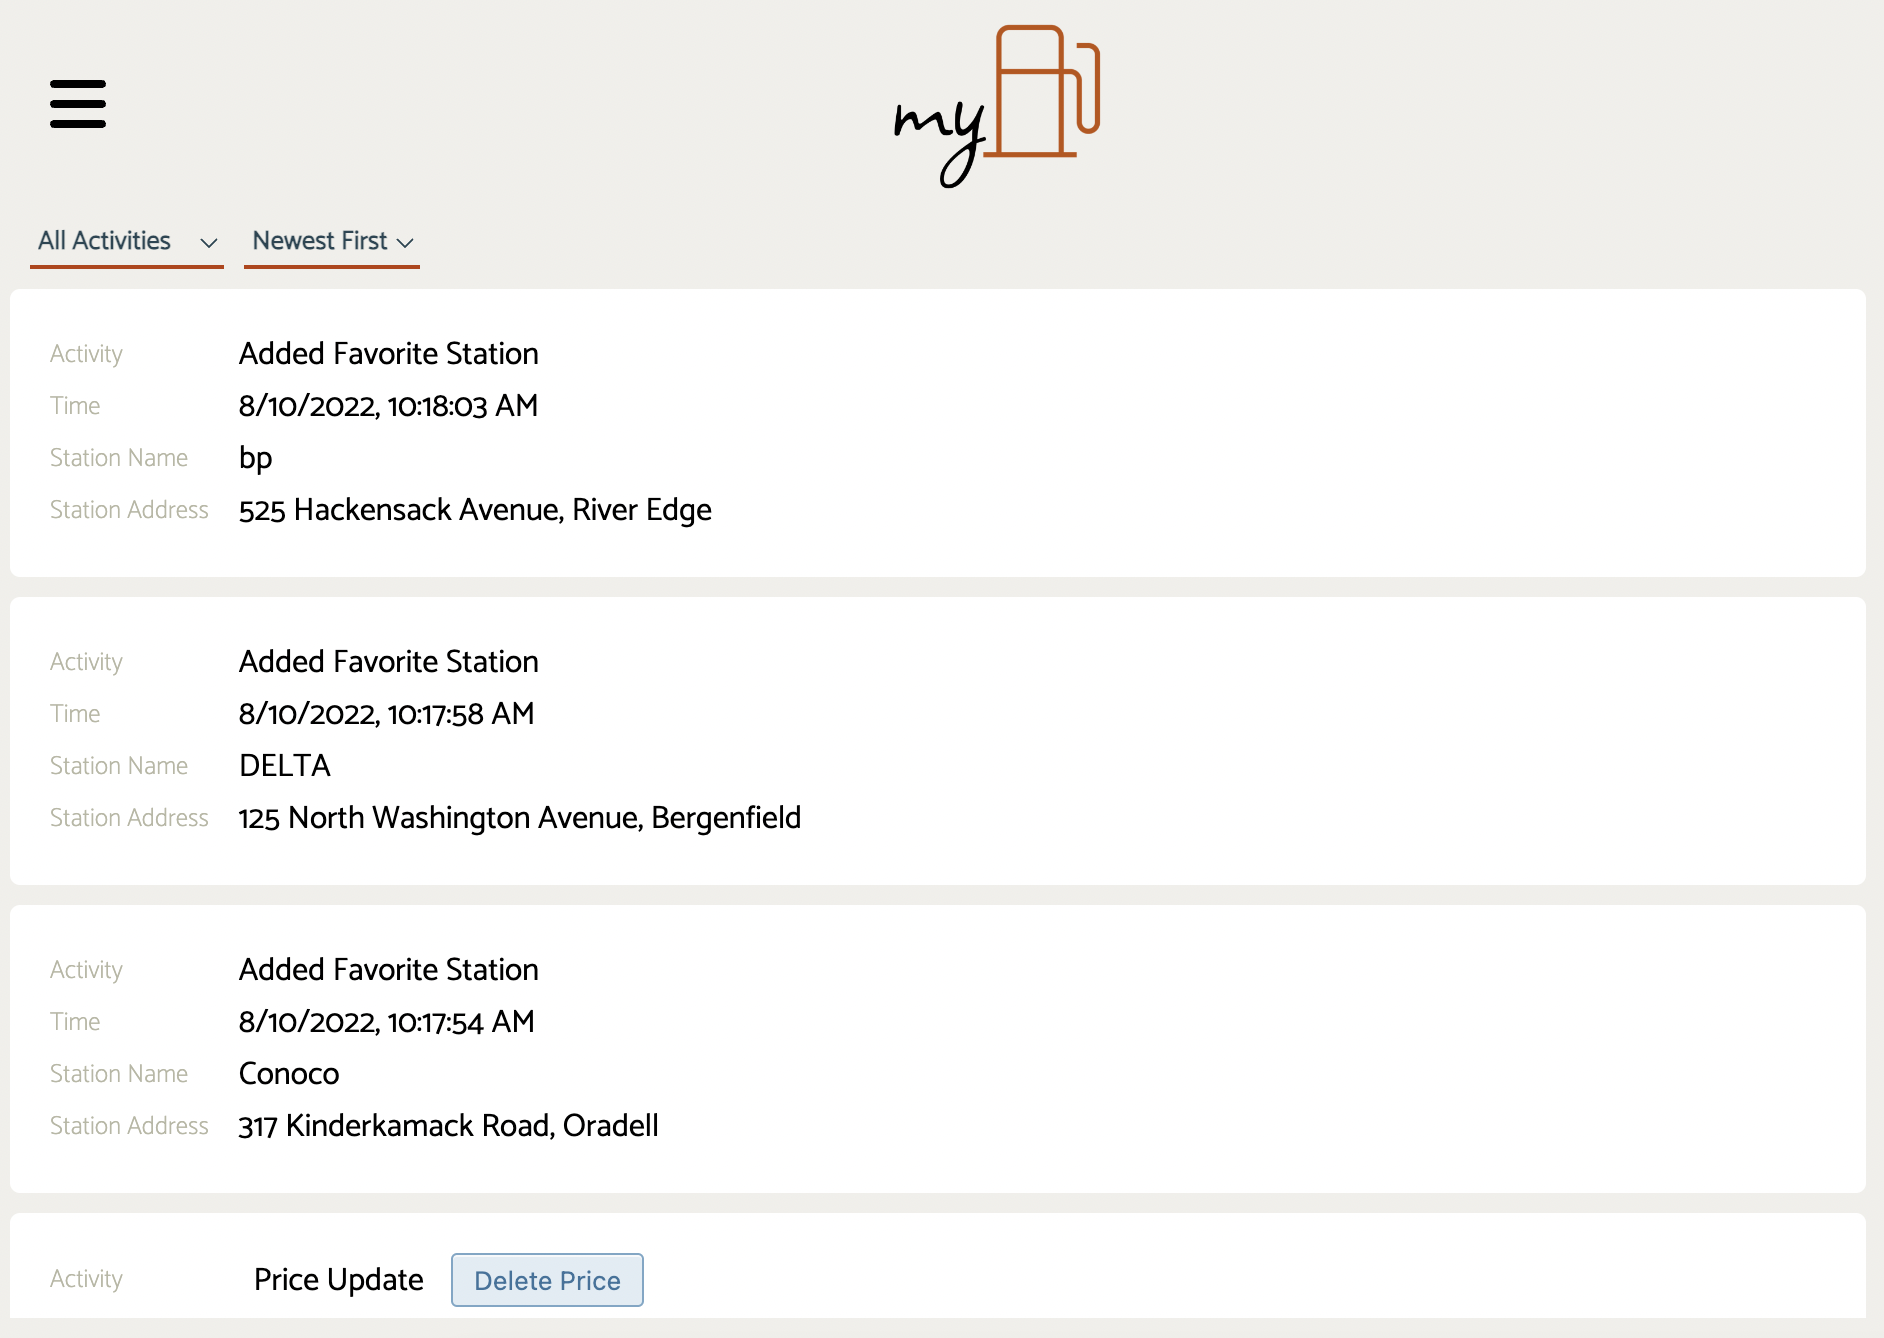 my
All Activities Newest First
Activity Added Favorite Station
Time 8/10/2022, 10:18:03 AM
Station Name bp
Station Address 525 Hackensack Avenue, River Edge
Activity Added Favorite Station
Time 8/10/2022, 10:17:58 AM
Station Name DELTA
Station Address 125 North Washington Avenue, Bergenfield
Activity Added Favorite Station
Time 8/10/2022, 10:17:54 AM
Station Name Conoco
Station Address 317 Kinderkamack Road, Oradell
Activity Price Update Delete Price